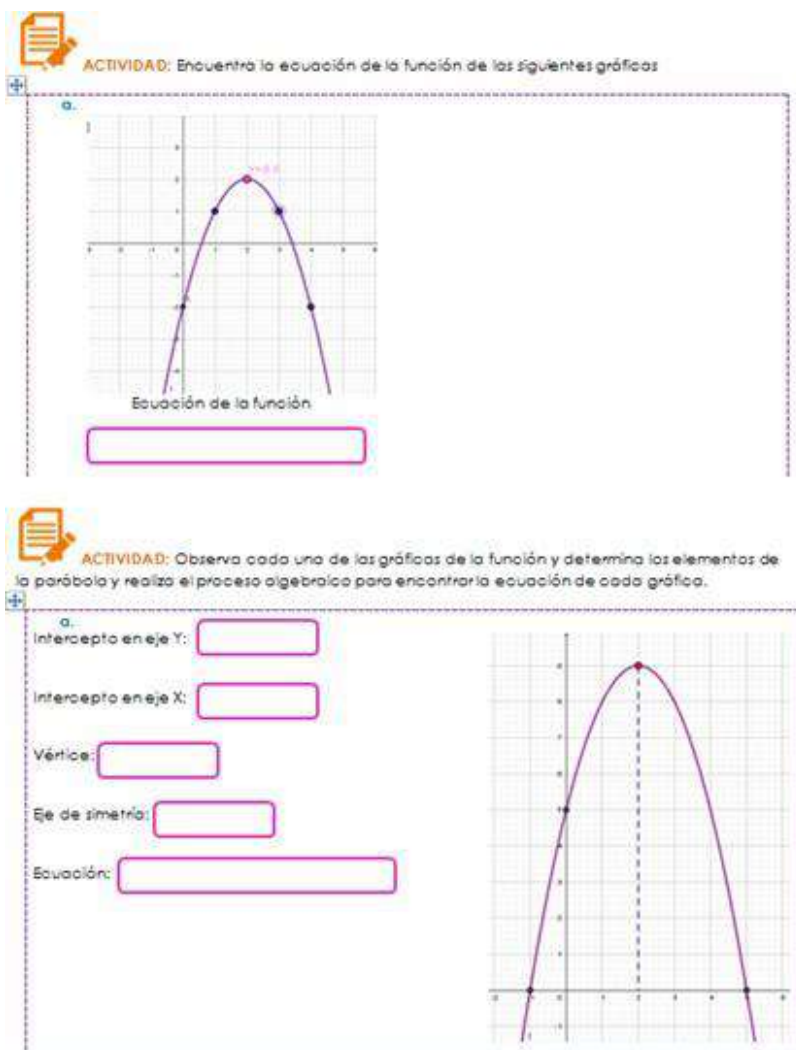 ACTIVIDAD: Encuentra la ecuación de la función de las siguientes gráficas
a.
Ecuación de la función
ACTIVIDAD: Observa cada una de las gráficas de la función y determina los elementos de
la parábola y realiza el proceso algebraico para encontrar la ecuación de cada gráfica.
a.
Intercepto en eje Y:
Intercepto en eje X:
Vértice:
Eje de simetría:
Ecuación: